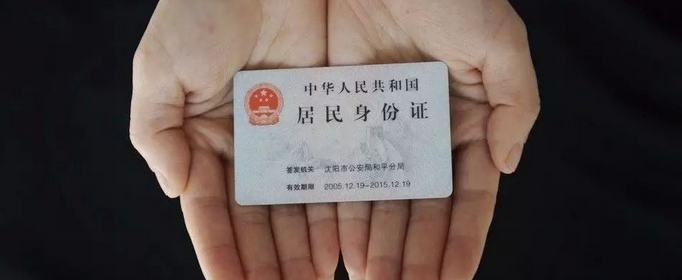 中华人民共和国
居民身份证
签发机关 沈阳市公安局和平分局
有效期限 2005.12.19-2015.12.19